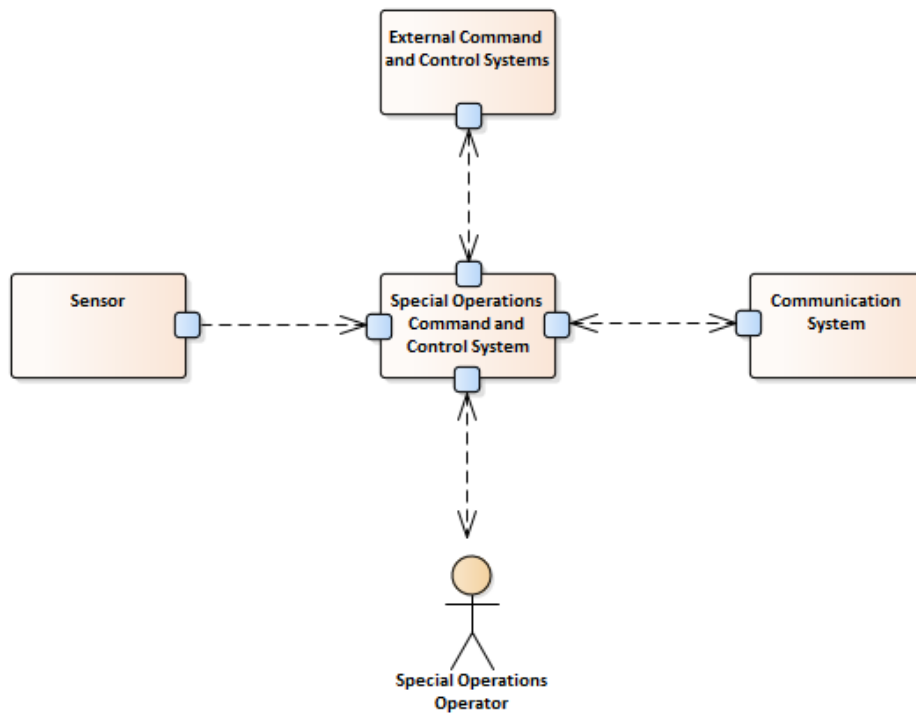 External Command
and Control Systems
Sensor
Special Operations
Command and
Control System
Communication
System
Special Operations
Operator